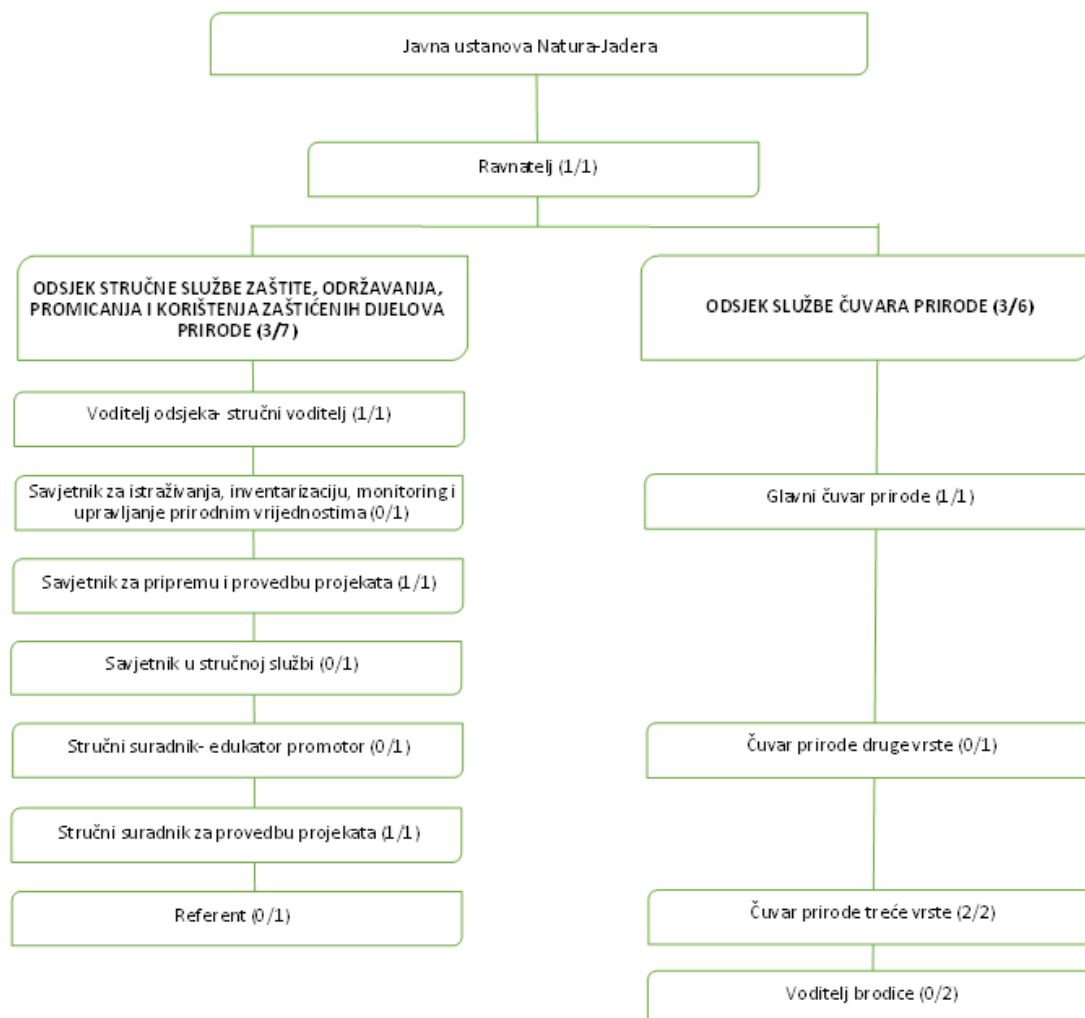 Javna ustanova Natura-Jadera
Ravnatelj (1/1)
ODSJEK STRUČNE SLUŽBE ZAŠTITE, ODRŽAVANJA,
PROMICANJA I KORIŠTENJA ZAŠTIĆENIH DIJELOVA
PRIRODE (3/7)
Voditelj odsjeka- stručni voditelj (1/1)
Savjetnik za istraživanja, inventarizaciju, monitoring i
upravljanje prirodnim vrijednostima (0/1)
Savjetnik za pripremu i provedbu projekata (1/1)
Savjetnik u stručnoj službi (0/1)
Stručni suradnik- edukator promotor (0/1)
Stručni suradnik za provedbu projekata (1/1)
Referent (0/1)
ODSJEK SLUŽBE ČUVARA PRIRODE (3/6)
Glavni čuvar prirode (1/1)
Čuvar prirode druge vrste (0/1)
Čuvar prirode treće vrste (2/2)
Voditelj brodice (0/2)